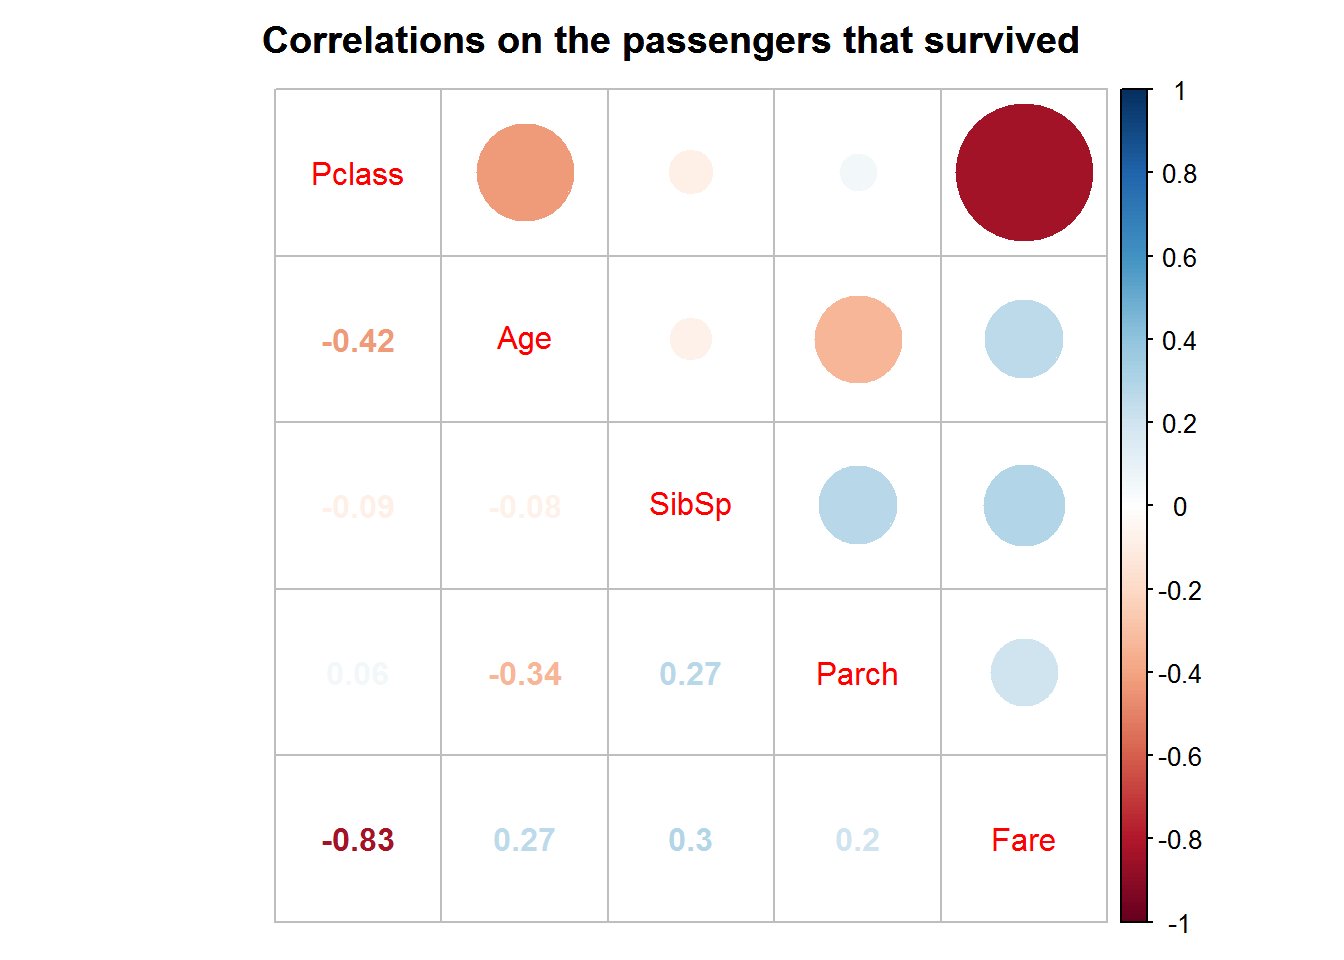 Correlations on the passengers that survived
Pclass
-0.42 Age
-0.09 -0.08 SibSp
0.06 -0.34 0.27 Parch
-0.83 0.27 0.3 0.2 Fare
1
0.8
0.6
0.4
0.2
0
-0.2
-0.4
-0.6
-0.8
-1